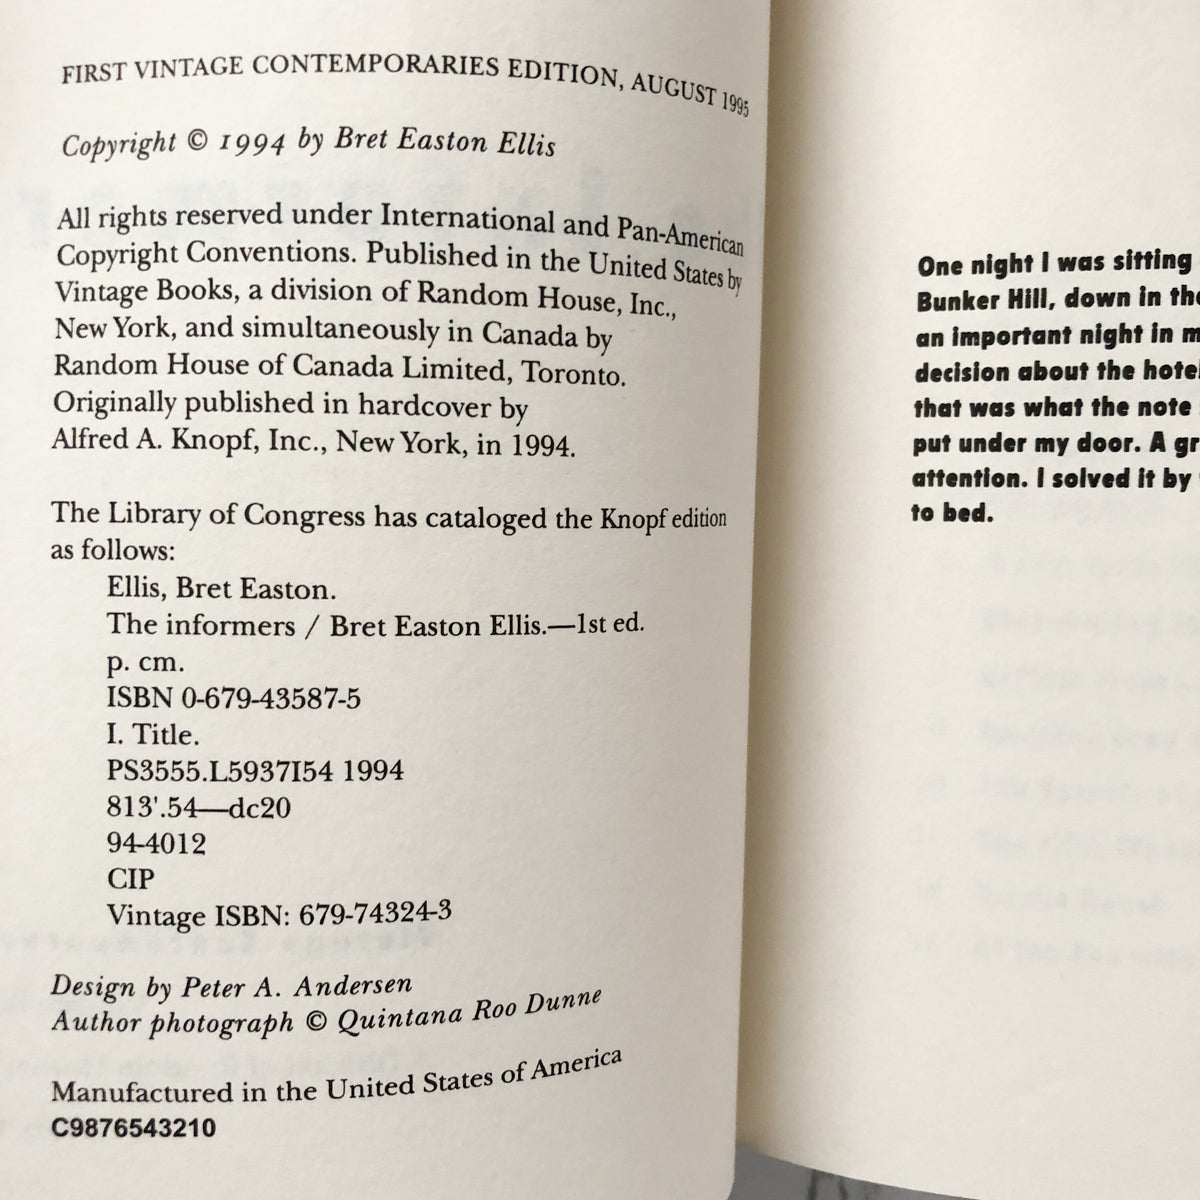 FIRST VINTAGE CONTEMPORARIES EDITION, AUGUST 1995
Copyright © 1994 by Bret Easton Ellis
All rights reserved under International and Pan-American
Copyright Conventions. Published in the United States by
Vintage Books, a division of Random House, Inc.,
New York, and simultaneously in Canada by
Random House of Canada Limited, Toronto.
Originally published in hardcover by
Alfred A. Knopf, Inc., New York, in 1994.
The Library of Congress has cataloged the Knopf edition
as follows:
Ellis, Bret Easton.
The informers / Bret Easton Ellis.—1st ed.
p. cm.
ISBN 0-679-43587-5
I. Title.
PS3555.L5937I54 1994
813'.54—dc20
94-4012
CIP
Vintage ISBN: 679-74324-3
Design by Peter A. Andersen
Author photograph © Quintana Roo Dunne
Manufactured in the United States of America
C9876543210
One night I was sitting
Bunker Hill, down in the
an important night in m
decision about the hotel
that was what the note
put under my door. A gr
attention. I solved it by
to bed.